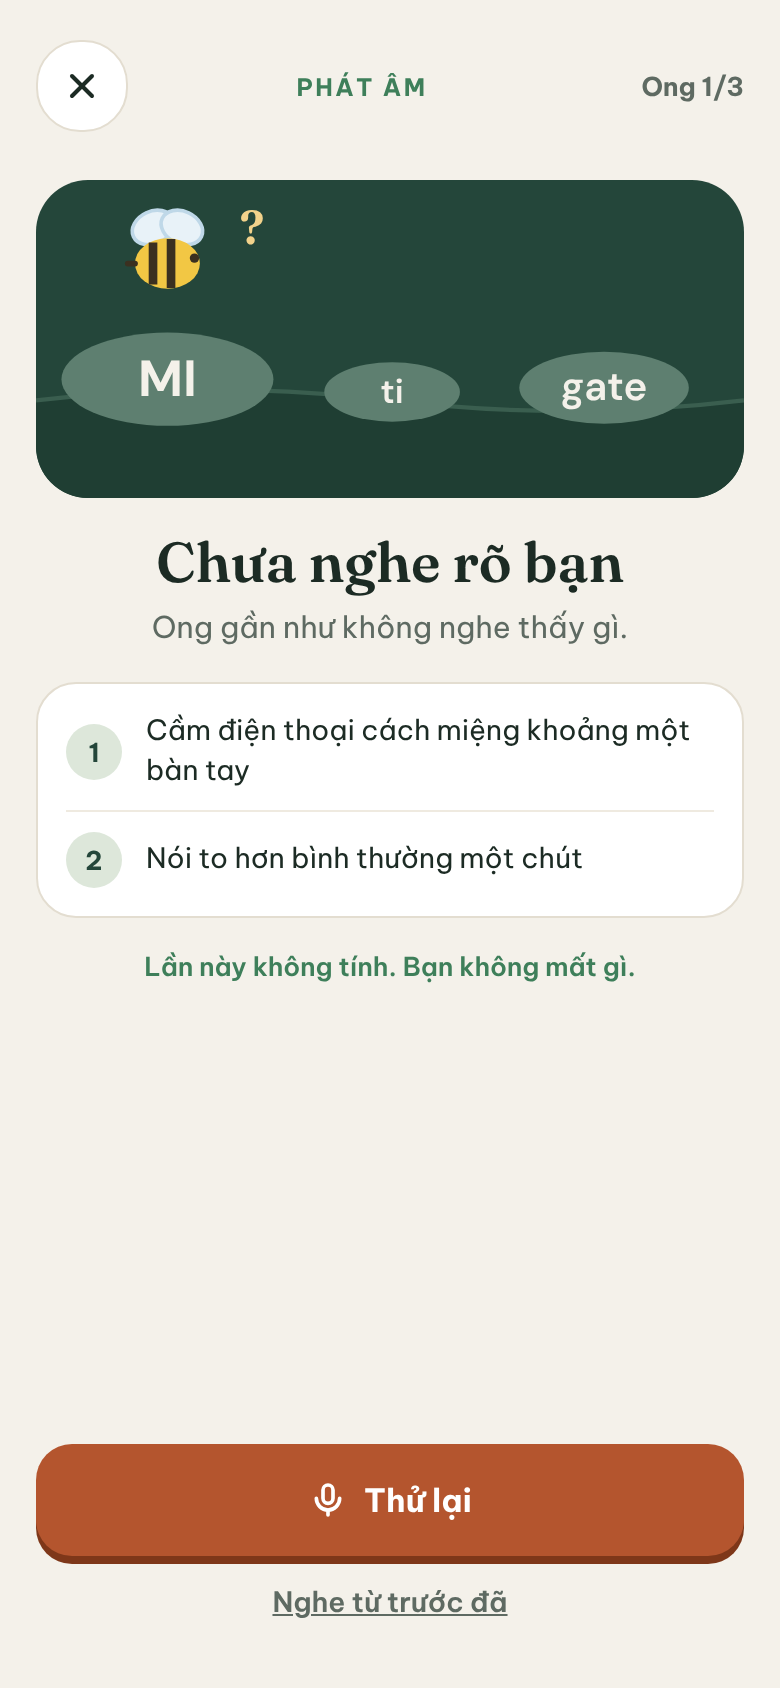 PHÁT ÂM
Ong 1/3
?
MI
ti
gate
Chưa nghe rõ bạn
Ong gần như không nghe thấy gì.
1
Cầm điện thoại cách miệng khoảng một
bàn tay
2
Nói to hơn bình thường một chút
Lần này không tính. Bạn không mất gì.
Thử lại
Nghe từ trước đã